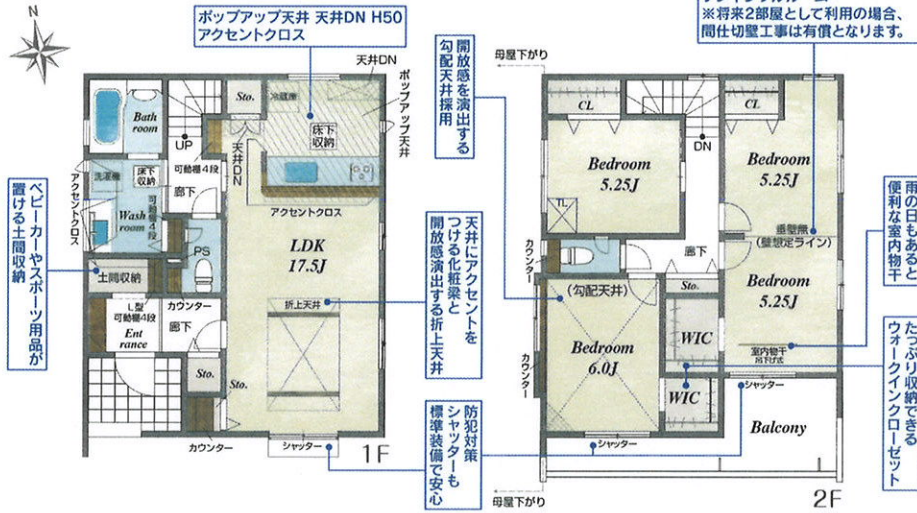 N
ポップアップ天井 天井DN H50
アクセントクロス
※将来2部屋として利用の場合、
間仕切壁工事は有償となります。
開放感を演出する
勾配天井採用
母屋下がり
天井DN
ポップアップ天井
Sto.
冷蔵庫
床下
収納
Bath
room
UP
天井DN
可動棚4段
洗濯機
床下
収納
可動棚4段
廊下
アクセントクロス
アクセントクロス
Wash
room
PS
LDK
17.5J
ベビーカーやスポーツ用品が
置ける土間収納
土間収納
L型
可動棚4段
カウンター
廊下
Ent
rance
折上天井
天井にアクセントを
つける化粧梁と
開放感演出する折上天井
Sto.
Sto.
カウンター
シャッター
1F
防犯対策
シャッターも
標準装備で安心
CL
CL
DN
Bedroom
5.25J
TL
Bedroom
5.25J
垂壁無
(壁想定ライン)
雨の日もあると
便利な室内物干
カウンター
廊下
Sto.
(勾配天井)
Bedroom
5.25J
Bedroom
6.0J
WIC
室内物干
吊下げ式
たっぷり収納できる
ウォークインクローゼット
カウンター
WIC
シャッター
Balcony
シャッター
母屋下がり
2F